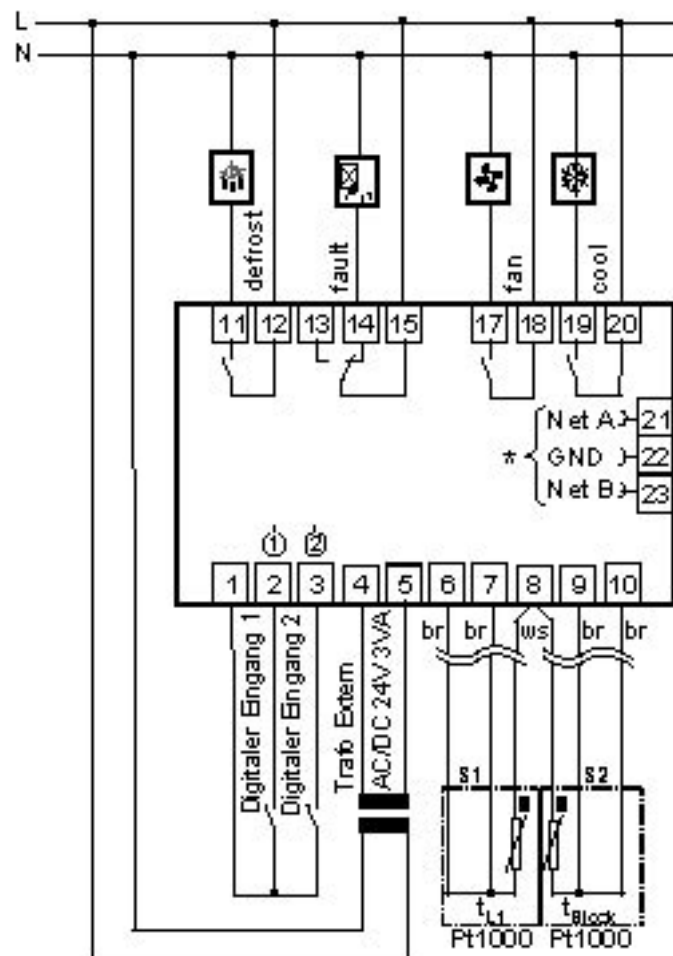 L
N
defrost
fault
fan
cool
11 12 13 14 15 17 18 19 20
Net A 21
* GND 22
Net B 23
1 2
1 2 3 4 5 6 7 8 9 10
br br ws br br
Digitaler Eingang 1
Digitaler Eingang 2
Trafo Extern
AC/DC 24V/3VA
S1 S2
tL1 tBlock
Pt1000 Pt1000